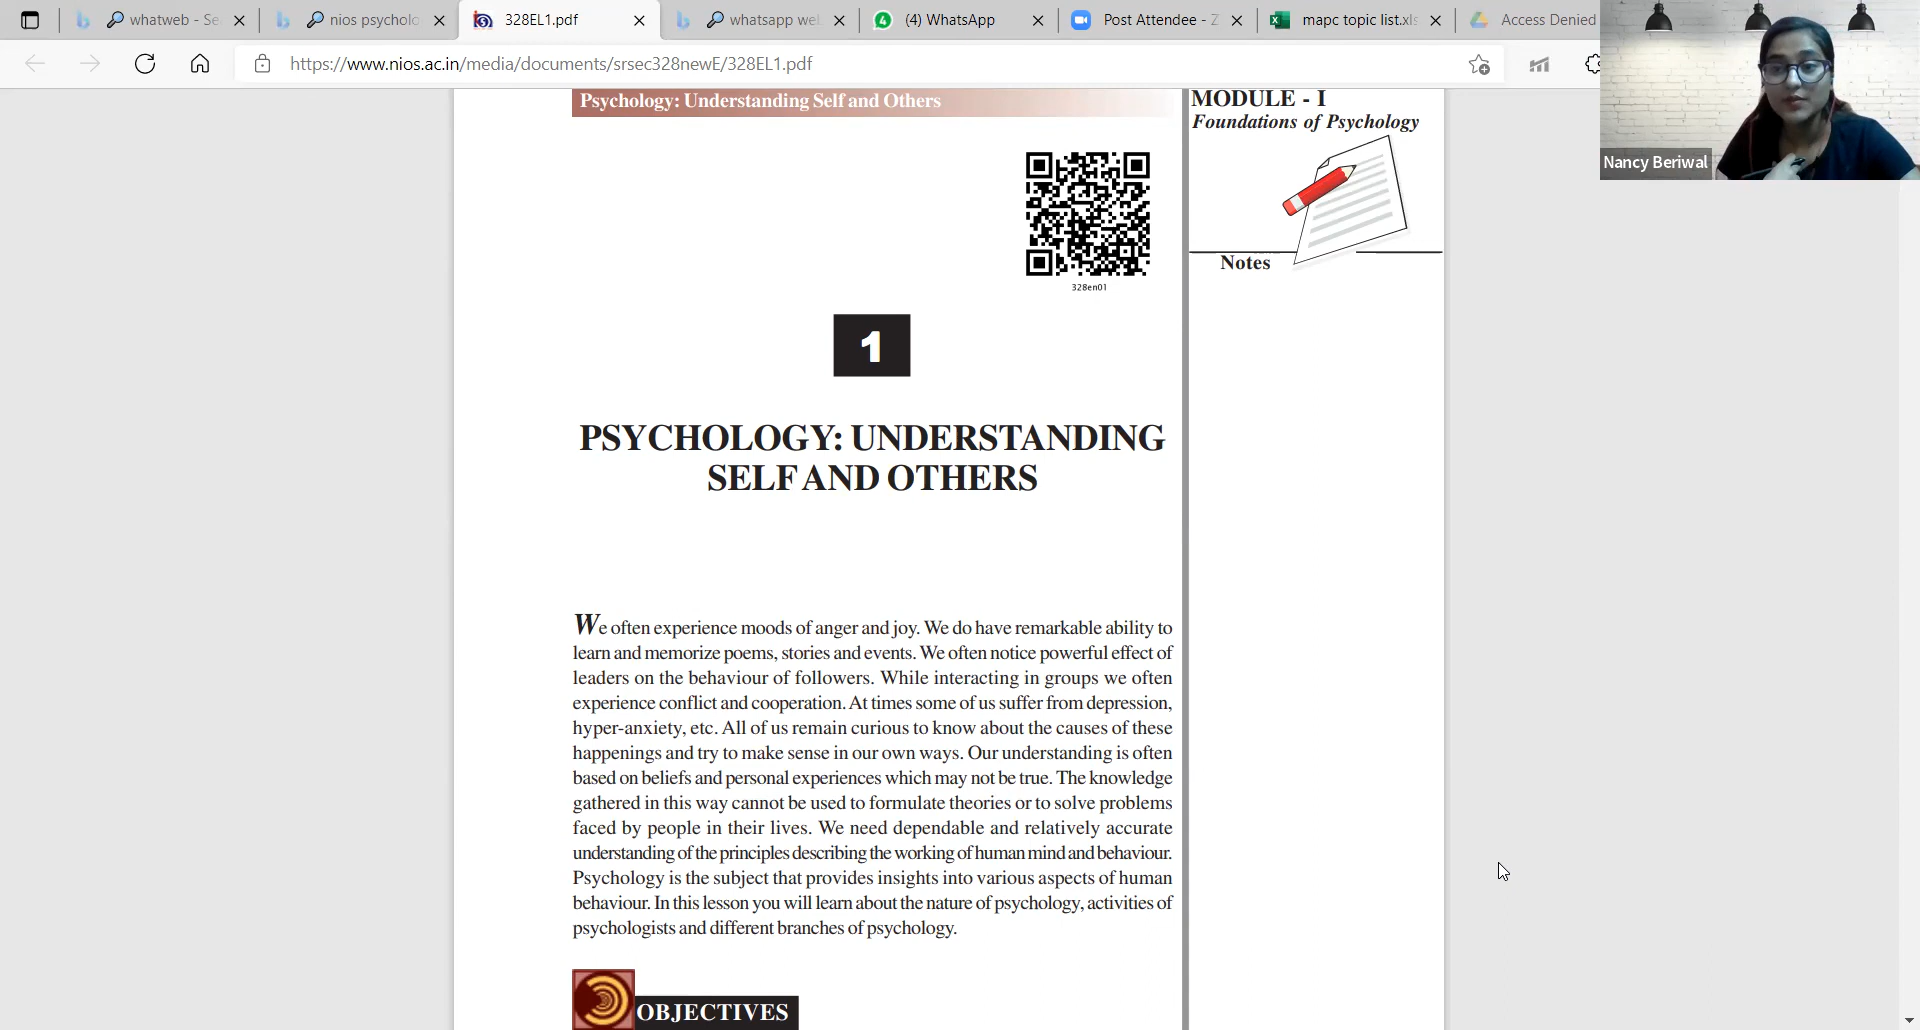 whatweb - Se
nios psycholo
328EL1.pdf
whatsapp we
(4) WhatsApp
Post Attendee - Z
mapc topic list.xls
Access Denied
https://www.nios.ac.in/media/documents/srsec328newE/328EL1.pdf
Nancy Beriwal
Psychology: Understanding Self and Others
MODULE - I
Foundations of Psychology
Notes
328en01
1
PSYCHOLOGY: UNDERSTANDING
SELF AND OTHERS
We often experience moods of anger and joy. We do have remarkable ability to
learn and memorize poems, stories and events. We often notice powerful effect of
leaders on the behaviour of followers. While interacting in groups we often
experience conflict and cooperation. At times some of us suffer from depression,
hyper-anxiety, etc. All of us remain curious to know about the causes of these
happenings and try to make sense in our own ways. Our understanding is often
based on beliefs and personal experiences which may not be true. The knowledge
gathered in this way cannot be used to formulate theories or to solve problems
faced by people in their lives. We need dependable and relatively accurate
understanding of the principles describing the working of human mind and behaviour.
Psychology is the subject that provides insights into various aspects of human
behaviour. In this lesson you will learn about the nature of psychology, activities of
psychologists and different branches of psychology.
OBJECTIVES